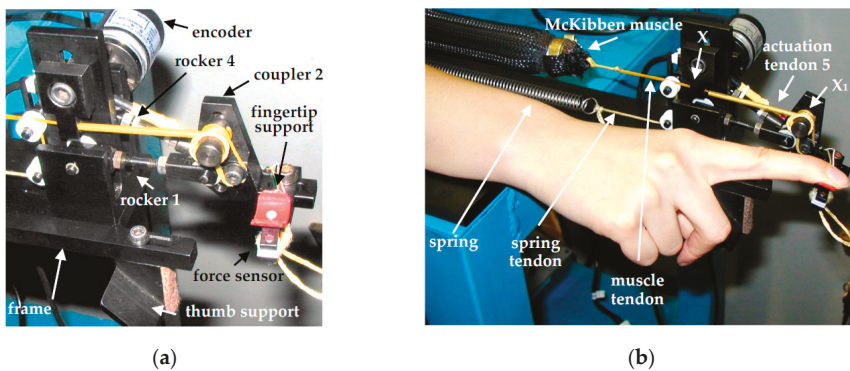 encoder
rocker 4
coupler 2
fingertip
support
rocker 1
force sensor
frame
thumb support
(a)
McKibben muscle
X
actuation
tendon 5
X₁
spring
spring
tendon
muscle
tendon
(b)